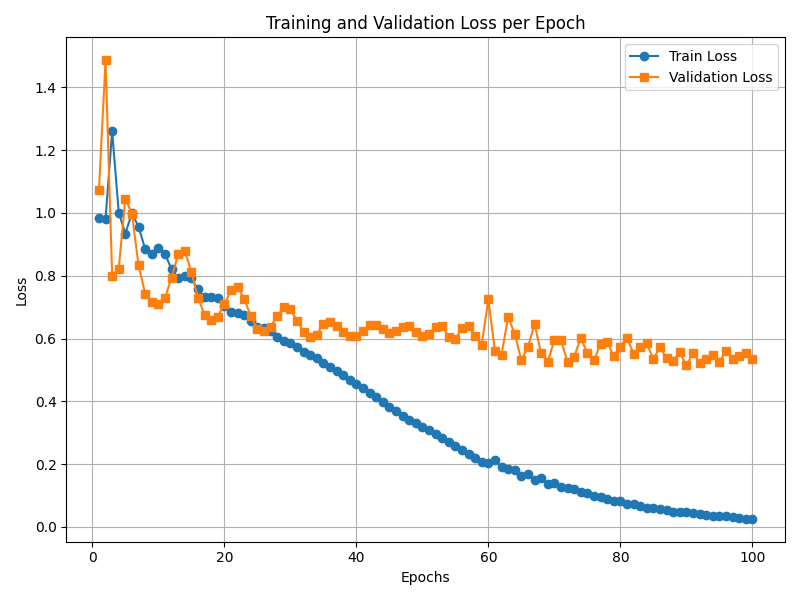 Training and Validation Loss per Epoch
Train Loss
Validation Loss
1.4
1.2
1.0
0.8
0.6
0.4
0.2
0.0
Loss
0 20 40 60 80 100
Epochs